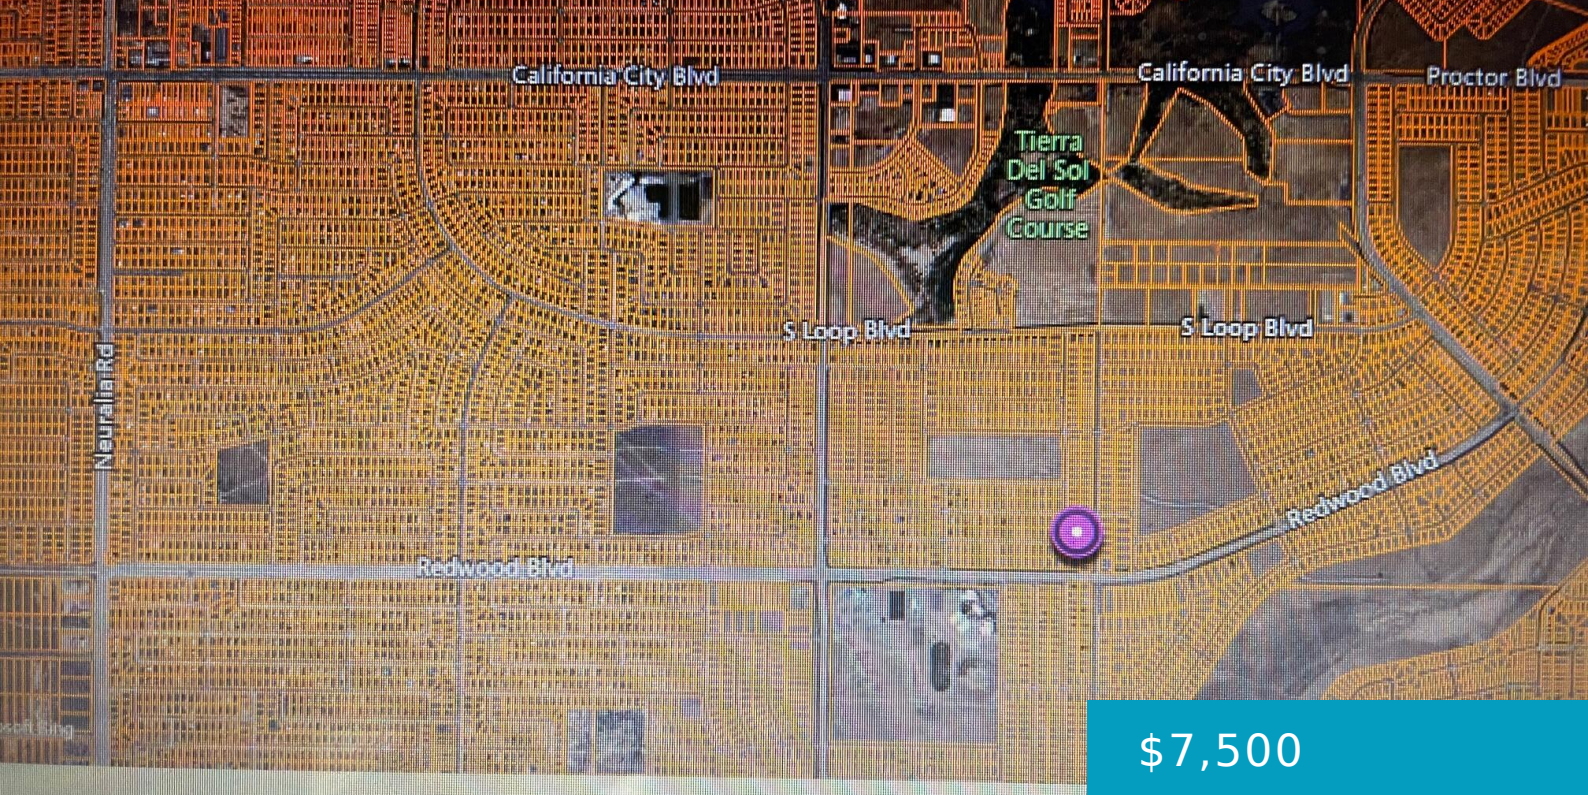 California City Blvd
California City Blvd
Proctor Blvd
Tierra
Del Sol
Golf
Course
S Loop Blvd
S Loop Blvd
Neuralia Rd
Redwood Blvd
Redwood Blvd
Bing
$7,500